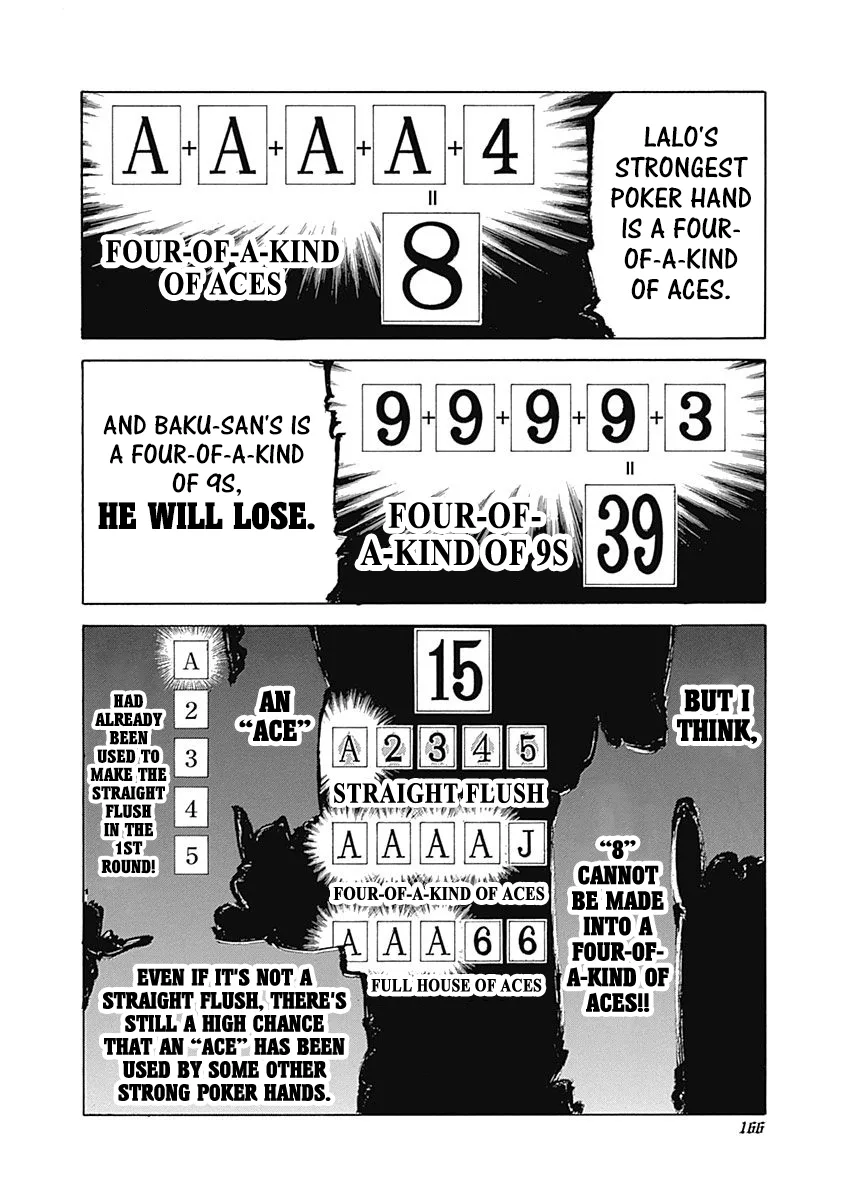 LALO'S
STRONGEST
POKER HAND
IS A FOUR-
OF-A-KIND
OF ACES.
A + A + A + A + 4
=
8
FOUR-OF-A-KIND
OF ACES
AND BAKU-SAN'S IS
A FOUR-OF-A-KIND
OF 9S,
HE WILL LOSE.
9 + 9 + 9 + 9 + 3
=
39
FOUR-OF-
A-KIND OF 9S
BUT I
THINK,
"8"
CANNOT
BE MADE
INTO A
FOUR-OF-
A-KIND OF
ACES!!
15
A 2 3 4 5
STRAIGHT FLUSH
A A A A J
FOUR-OF-A-KIND OF ACES
A A A 6 6
FULL HOUSE OF ACES
AN
"ACE"
A
2
3
4
5
HAD
ALREADY
BEEN
USED TO
MAKE THE
STRAIGHT
FLUSH
IN THE
1ST
ROUND!
EVEN IF IT'S NOT A
STRAIGHT FLUSH, THERE'S
STILL A HIGH CHANCE
THAT AN "ACE" HAS BEEN
USED BY SOME OTHER
STRONG POKER HANDS.
166